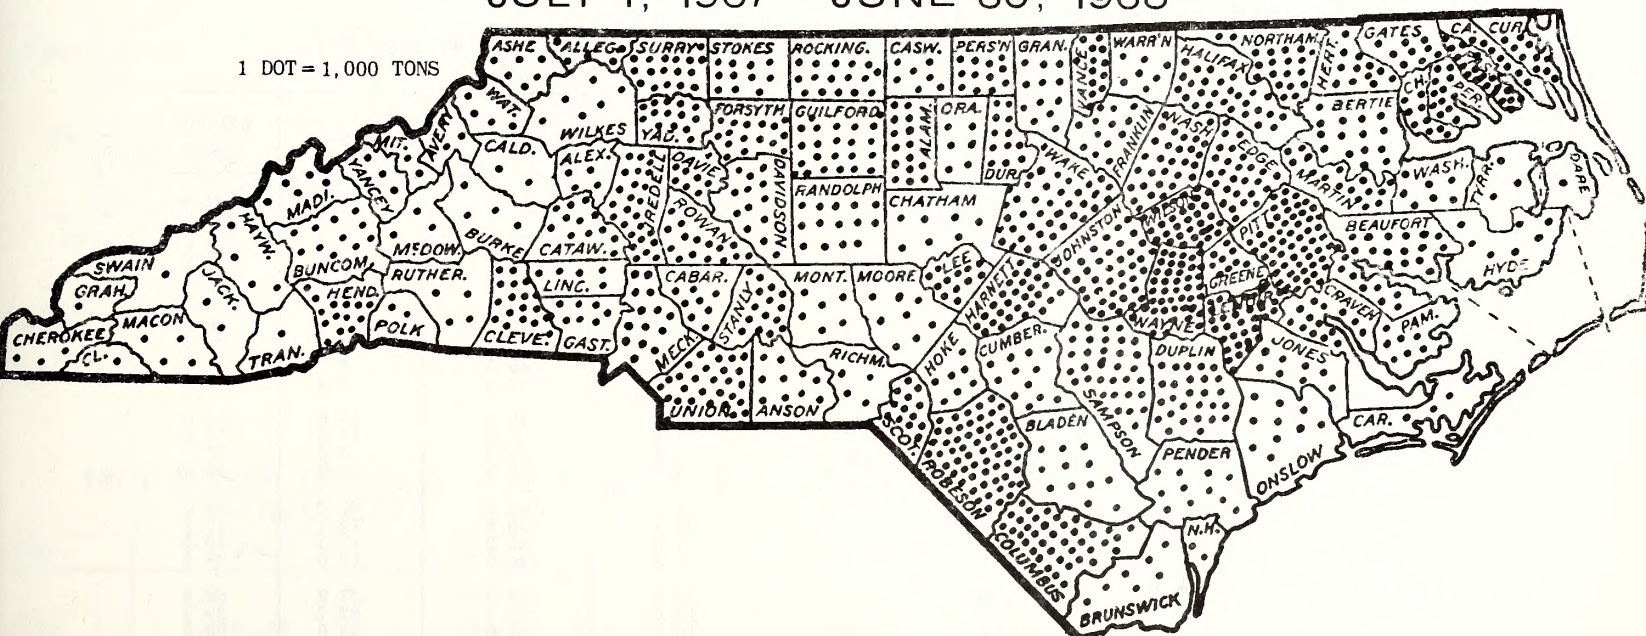 JULY 1, 1967 - JUNE 30, 1968
1 DOT = 1,000 TONS
ASHE
ALLEG.
SURRY
STOKES
ROCKING.
CASW.
PERS'N
GRAN.
VANCE
WARR'N
HALIFAX
NORTHAM.
HERT.
GATES
CA.
CUR.
PAS.
PER.
CH.
WAT.
WILKES
YAD.
FORSYTH
GUILFORD
ALAM.
ORA.
DUR.
FRANKLIN
NASH
EDGE.
BERTIE
MARTIN
WASH.
TYRR.
DARE
MIT.
AVERY
CALD.
ALEX.
IREDELL
DAVIE
DAVIDSON
RANDOLPH
CHATHAM
WAKE
JOHNSTON
WILSON
PITT
BEAUFORT
HYDE
YANCEY
MADI.
HAYW.
BUNCOM.
McDOW.
BURKE
CATAW.
ROWAN
SWAIN
GRAH.
JACK.
CHEROKEE
CL.
MACON
TRAN.
HEND.
RUTHER.
POLK
CLEVE.
LINC.
GAST.
CABAR.
MECK.
STANLY
MONT.
MOORE
LEE
HARNETT
WAYNE
GREENE
LENOIR
CRAVEN
PAM.
UNION
ANSON
RICHM.
SCOT.
HOKE
CUMBER.
SAMPSON
DUPLIN
JONES
CAR.
ONSLOW
ROBESON
BLADEN
PENDER
COLUMBUS
N.H.
BRUNSWICK